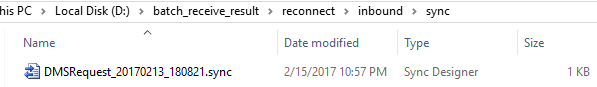 his PC > Local Disk (D:) > batch_receive_result > reconnect > inbound > sync
Name Date modified Type Size
DMSRequest_20170213_180821.sync 2/15/2017 10:57 PM Sync Designer 1 KB